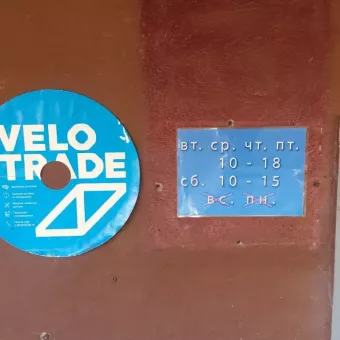 VELO
TRADE
вт. ср. чт. пт.
10 - 18
сб. 10 - 15
вс. пн.